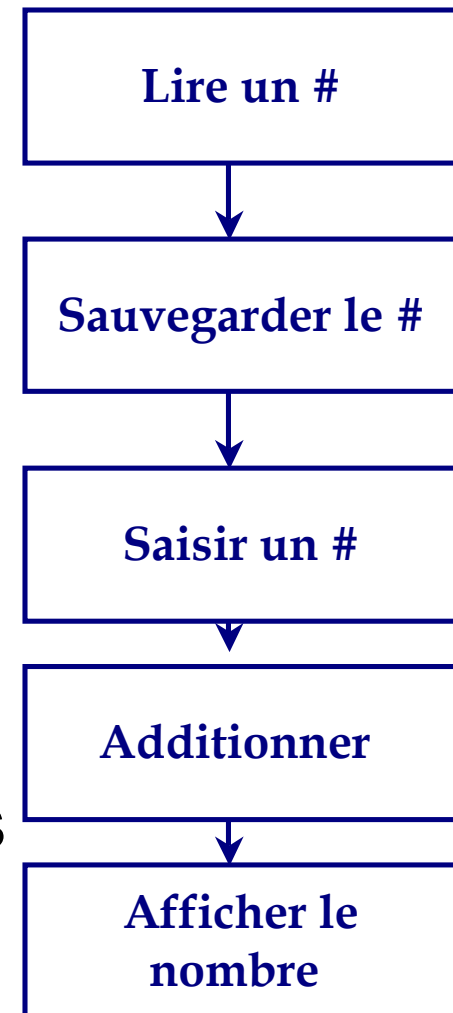 Lire un #
Sauvegarder le #
Saisir un #
Additionner
s
Afficher le
nombre